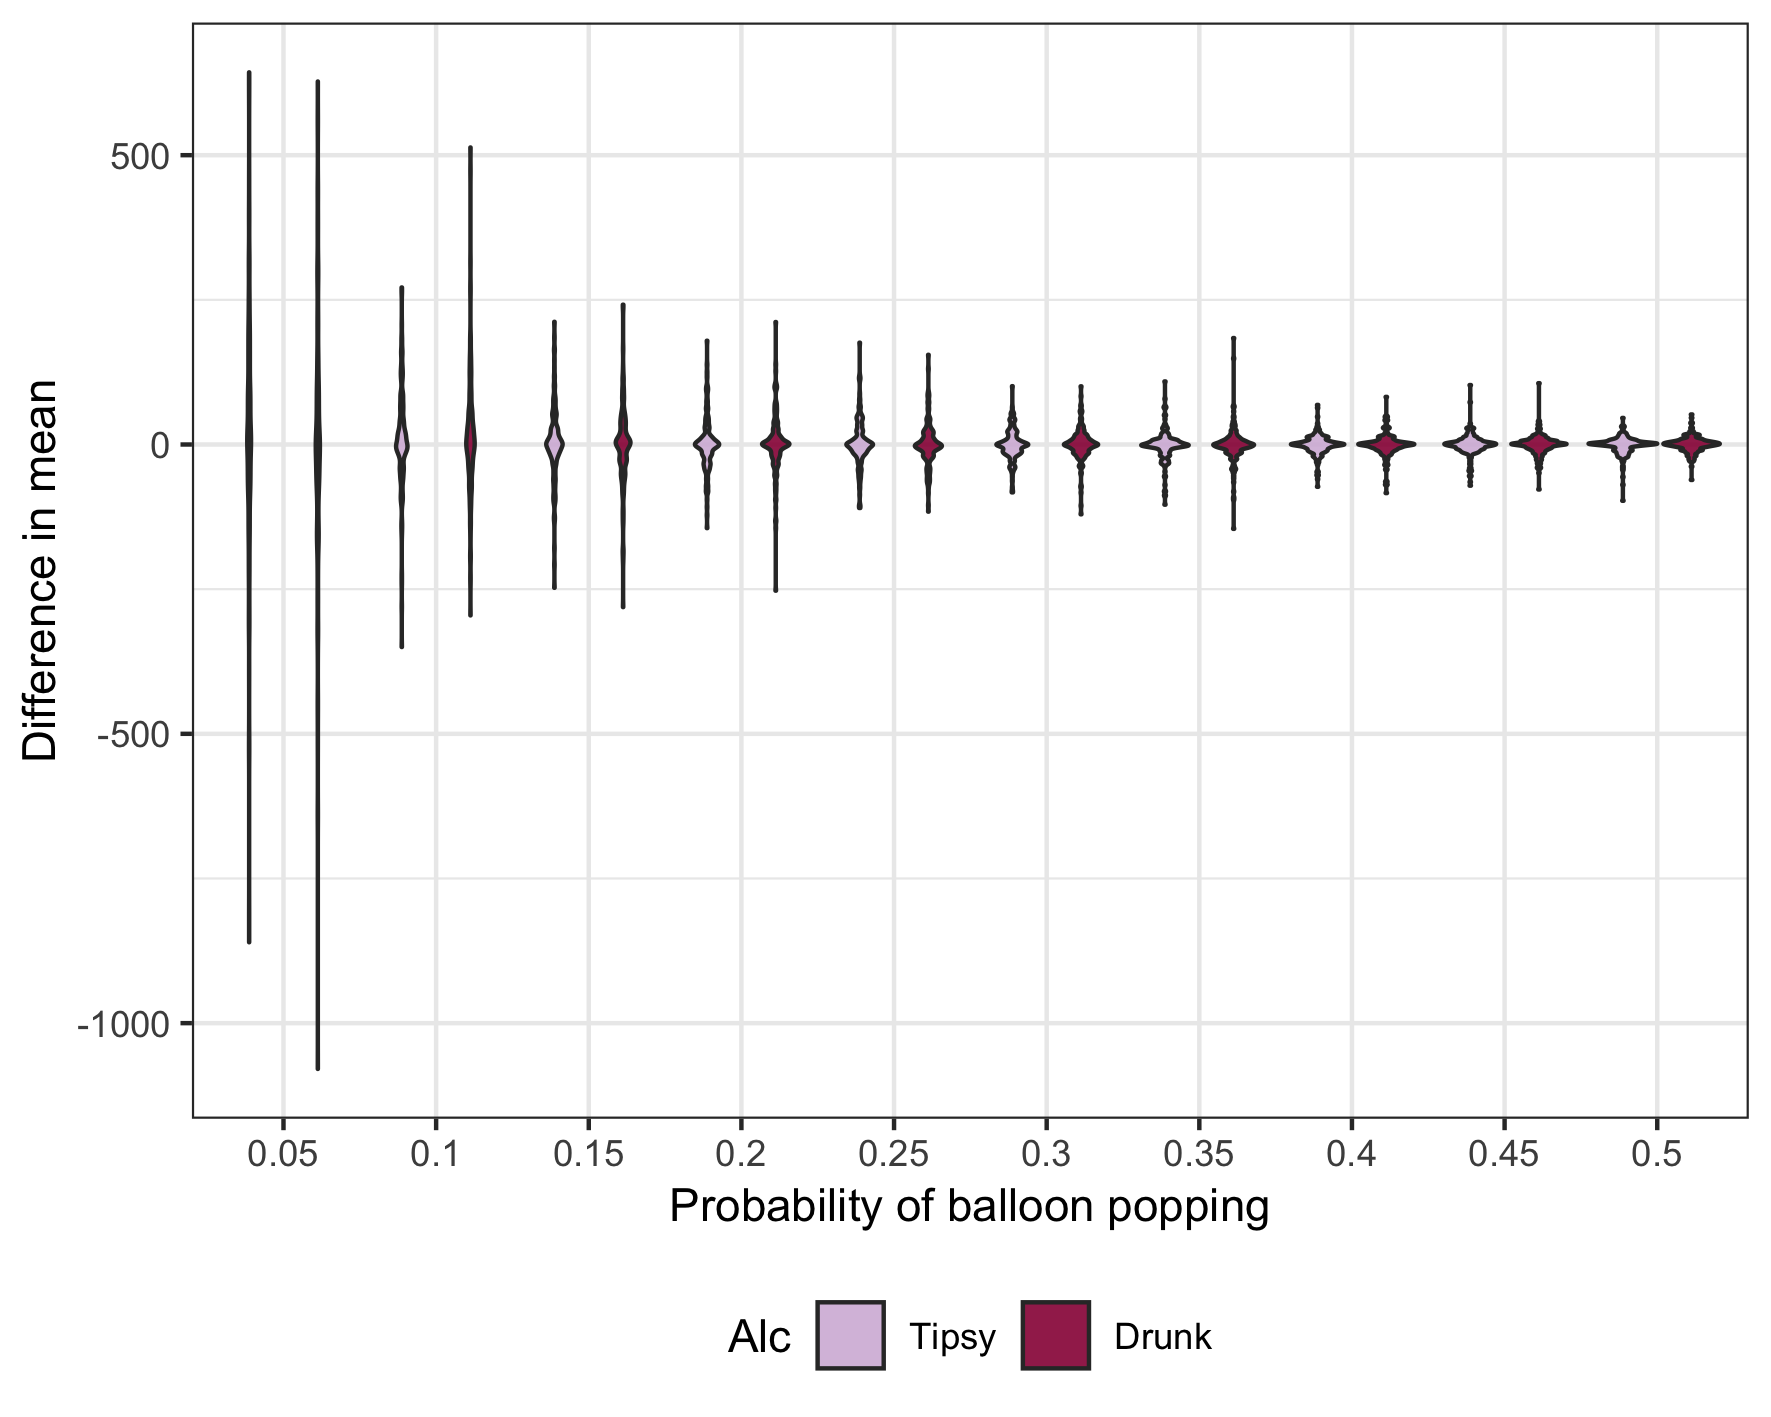 Difference in mean
500
0
-500
-1000
0.05 0.1 0.15 0.2 0.25 0.3 0.35 0.4 0.45 0.5
Probability of balloon popping
Alc Tipsy Drunk